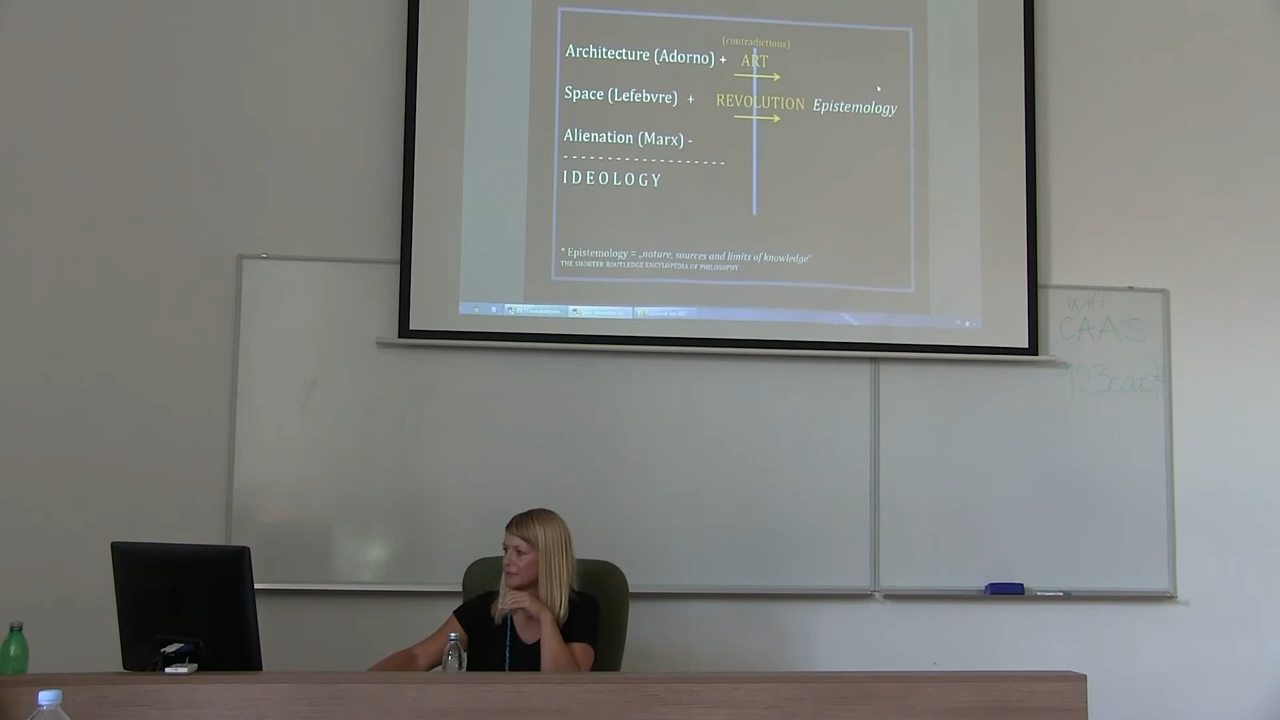 {contradictions}
Architecture (Adorno) + ART
Space (Lefebvre) + REVOLUTION Epistemology
Alienation (Marx) -
- - - - - - - - - - - - - - - - - -
IDEOLOGY
* Epistemology = „nature, sources and limits of knowledge"
THE SHORTER ROUTLEDGE ENCYCLOPEDIA OF PHILOSOPHY
CAAS